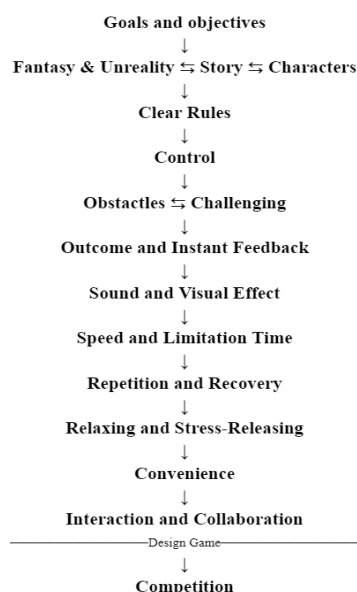 Goals and objectives
↓
Fantasy & Unreality ⇆ Story ⇆ Characters
↓
Clear Rules
↓
Control
↓
Obstactles ⇆ Challenging
↓
Outcome and Instant Feedback
↓
Sound and Visual Effect
↓
Speed and Limitation Time
↓
Repetition and Recovery
↓
Relaxing and Stress-Releasing
↓
Convenience
↓
Interaction and Collaboration
Design Game
↓
Competition